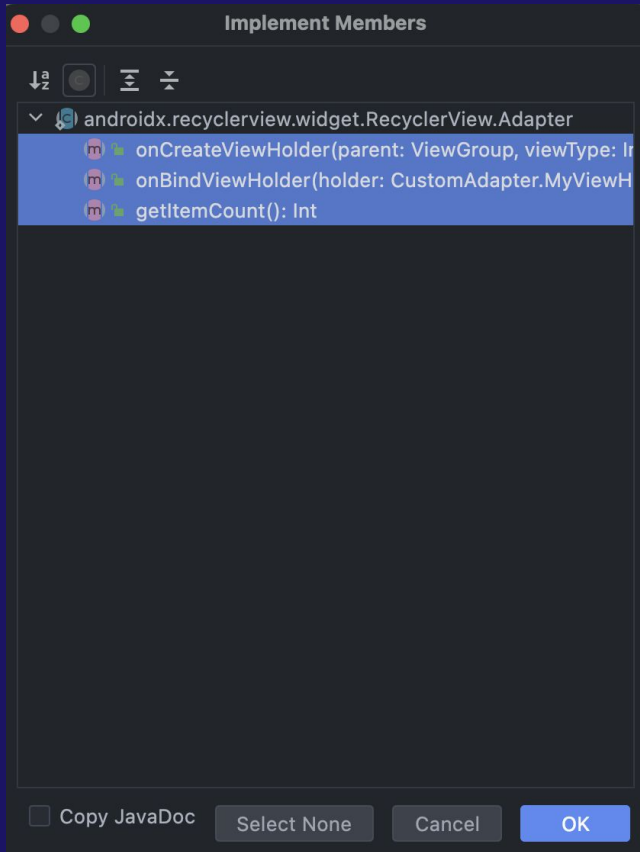 Implement Members
androidx.recyclerview.widget.RecyclerView.Adapter
onCreateViewHolder(parent: ViewGroup, viewType:
onBindViewHolder(holder: CustomAdapter.MyViewH
getItemCount(): Int
Copy JavaDoc
Select None
Cancel
OK